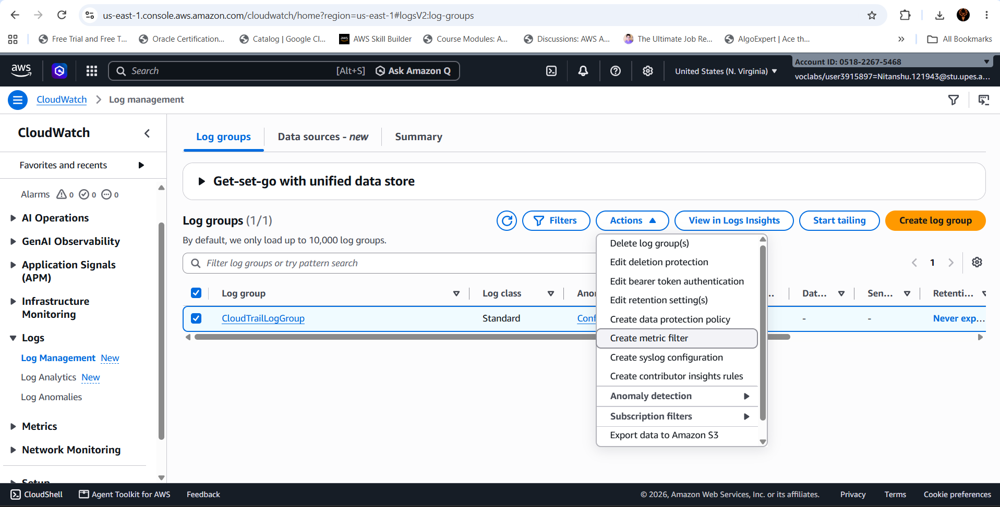 us-east-1.console.aws.amazon.com/cloudwatch/home?region=us-east-1#logsV2:log-groups
Free Trial and Free T...
Oracle Certification...
Catalog | Google Cl...
aws
AWS Skill Builder
Course Modules: A...
Discussions: AWS A...
The Ultimate Job Re...
AlgoExpert | Ace th...
All Bookmarks
aws
Search
[Alt+S]
Ask Amazon Q
United States (N. Virginia)
Account ID: 0518-2267-5468
voclabs/user3915897=Nitanshu.121943@stu.upes.a...
CloudWatch
Log management
CloudWatch
Favorites and recents
Alarms 0 0 0
AI Operations
GenAI Observability
Application Signals
(APM)
Infrastructure
Monitoring
Logs
Log Management New
Log Analytics New
Log Anomalies
Metrics
Network Monitoring
Setup
Log groups
Data sources - new
Summary
Get-set-go with unified data store
Log groups (1/1)
By default, we only load up to 10,000 log groups.
Filters
Actions
View in Logs Insights
Start tailing
Create log group
Filter log groups or try pattern search
1
Log group
Log class
Anor
..
Dat...
Sen...
Retenti...
CloudTrailLogGroup
Standard
Conf
-
-
Never exp...
Delete log group(s)
Edit deletion protection
Edit bearer token authentication
Edit retention setting(s)
Create data protection policy
Create metric filter
Create syslog configuration
Create contributor insights rules
Anomaly detection
Subscription filters
Export data to Amazon S3
CloudShell
Agent Toolkit for AWS
Feedback
© 2026, Amazon Web Services, Inc. or its affiliates.
Privacy
Terms
Cookie preferences